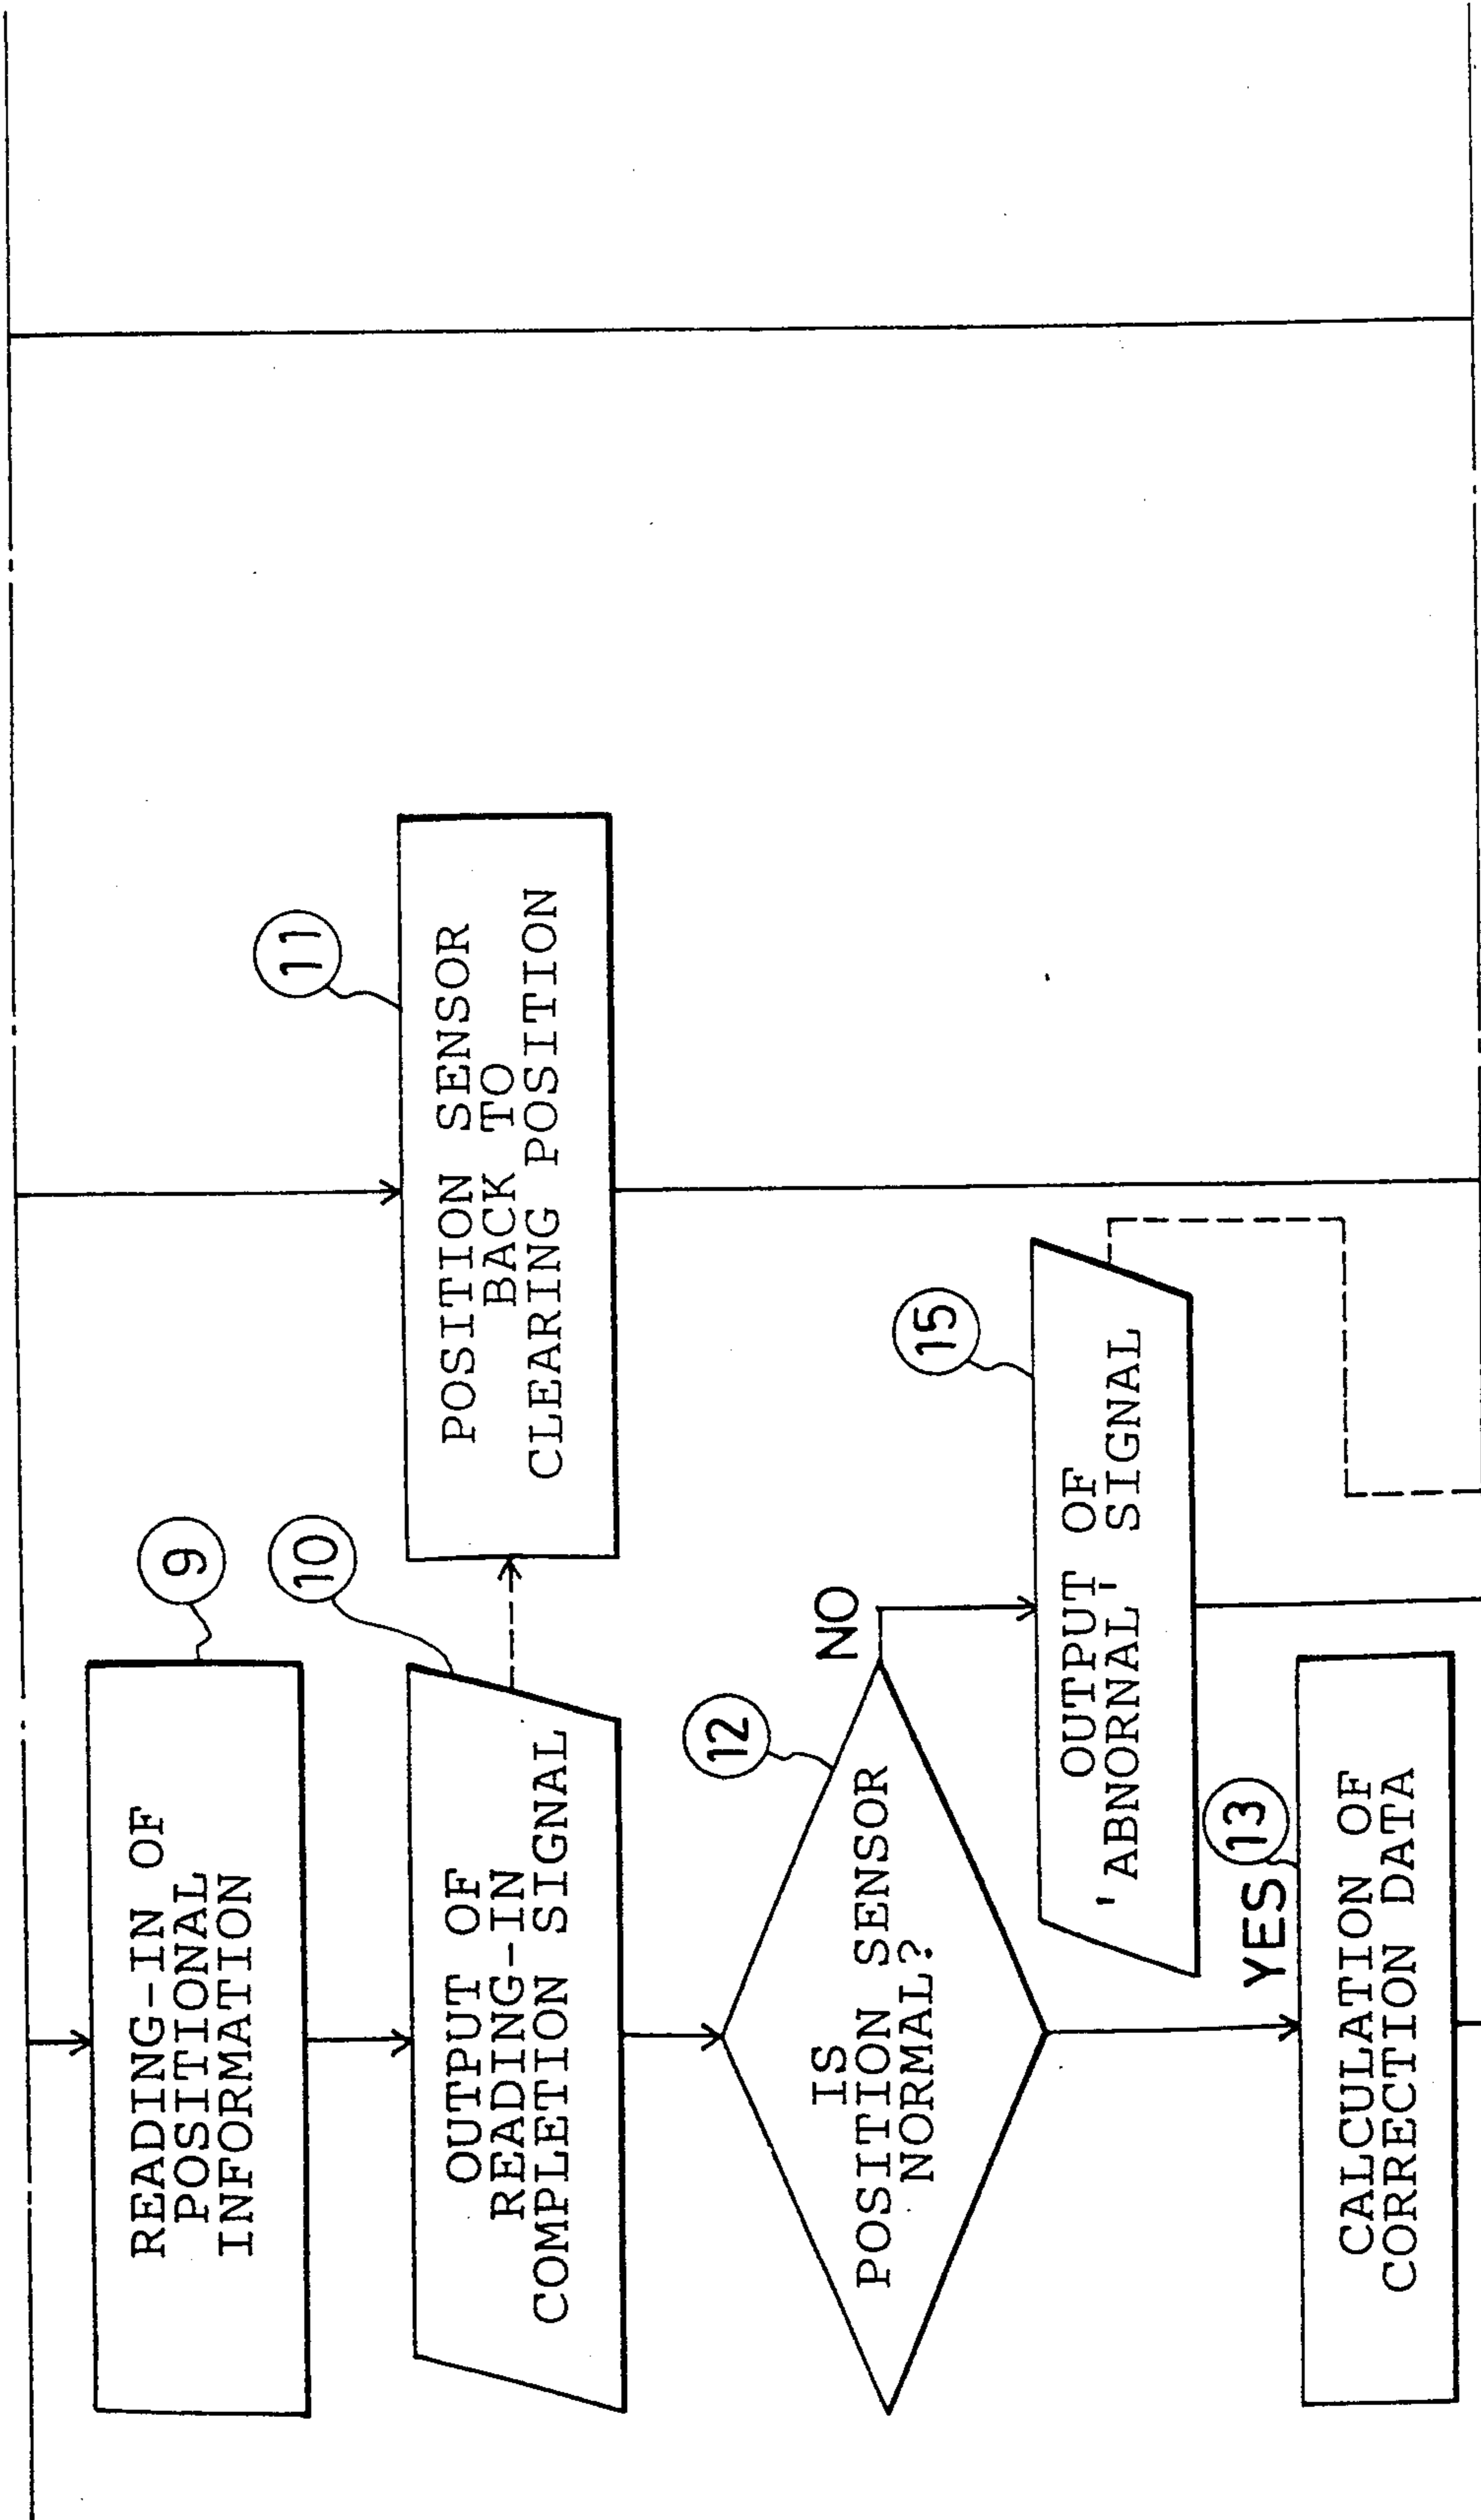 9
READING-IN OF
POSITIONAL
INFORMATION
10
OUTPUT OF
READING-IN
COMPLETION SIGNAL
11
POSITION SENSOR
BACK TO
CLEARING POSITION
12
IS
POSITION SENSOR
NORMAL?
NO
15
OUTPUT OF
'ABNORNAL' SIGNAL
YES
13
CALCULATION OF
CORRECTION DATA